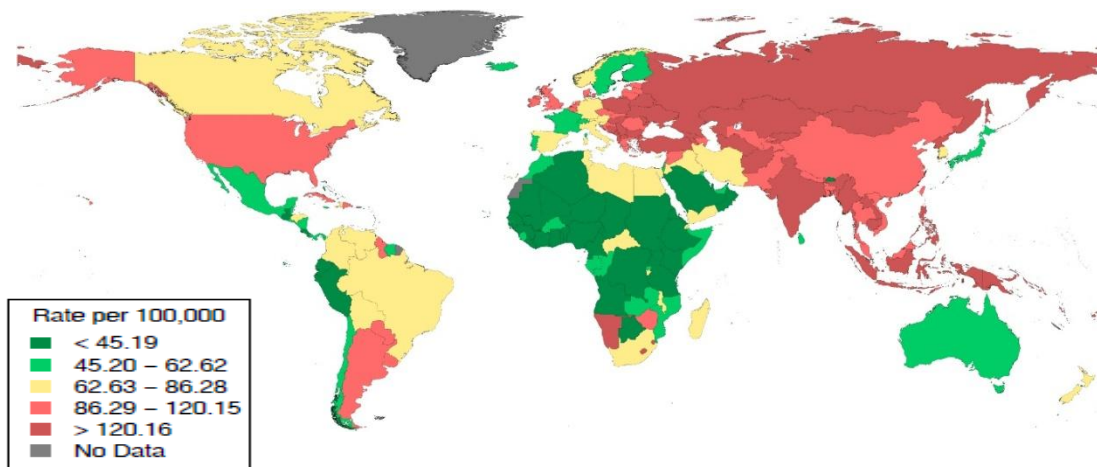 Rate per 100,000
< 45.19
45.20 – 62.62
62.63 – 86.28
86.29 – 120.15
> 120.16
No Data